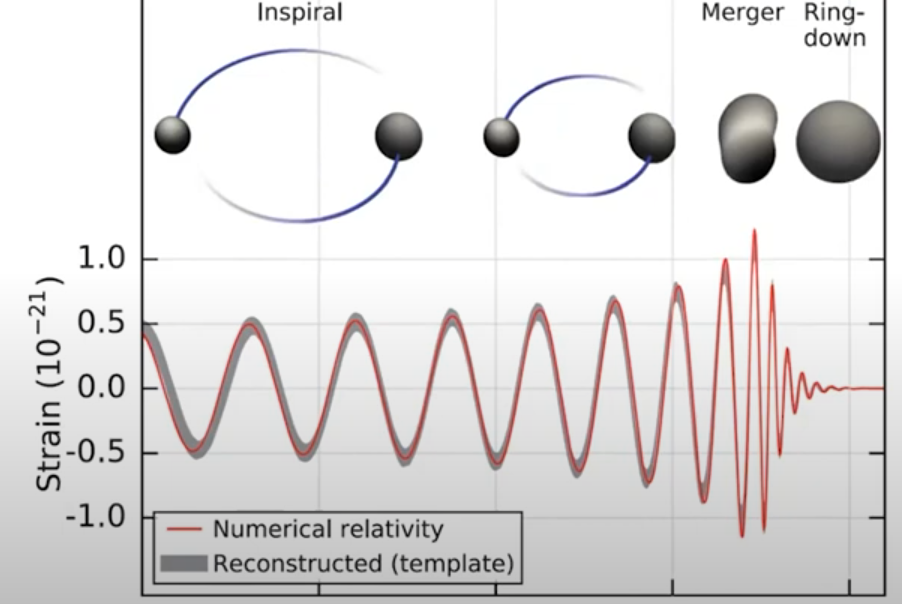 Inspiral
Merger
Ring-
down
Strain (10⁻²¹)
1.0
0.5
0.0
-0.5
-1.0
Numerical relativity
Reconstructed (template)